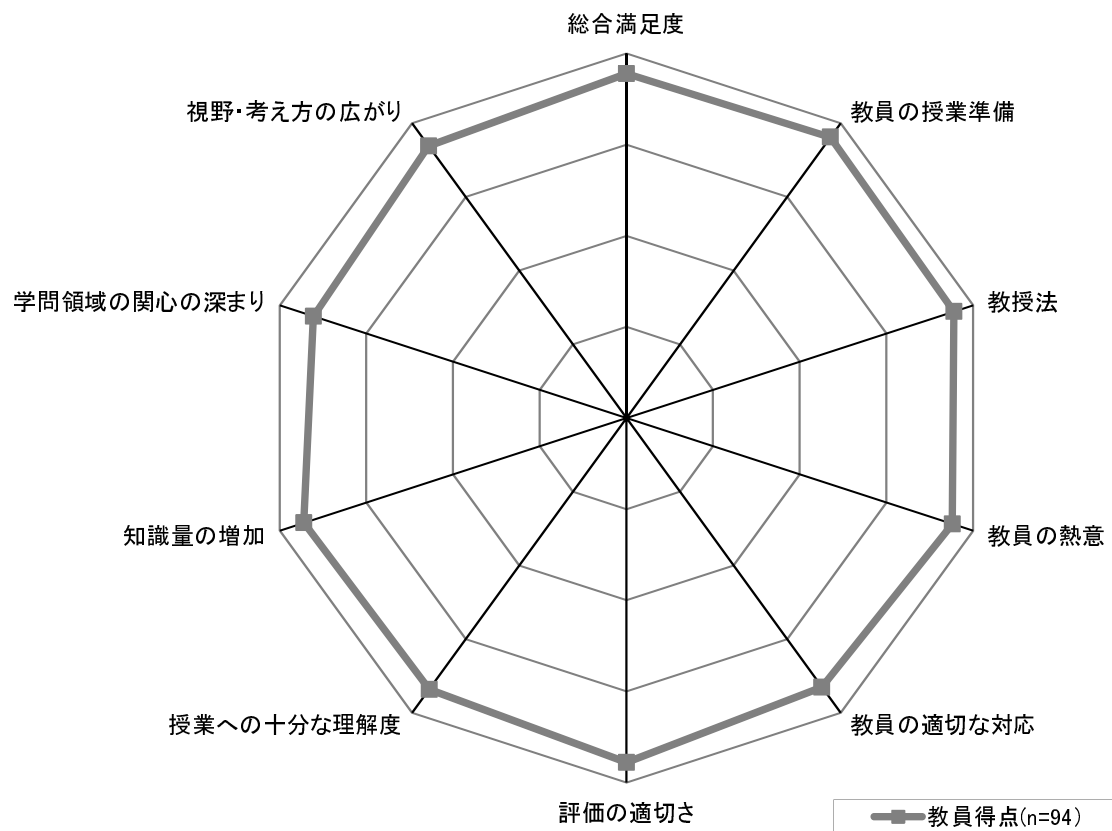 総合満足度
視野・考え方の広がり
教員の授業準備
学問領域の関心の深まり
教授法
知識量の増加
教員の熱意
授業への十分な理解度
教員の適切な対応
評価の適切さ
教員得点(n=94)